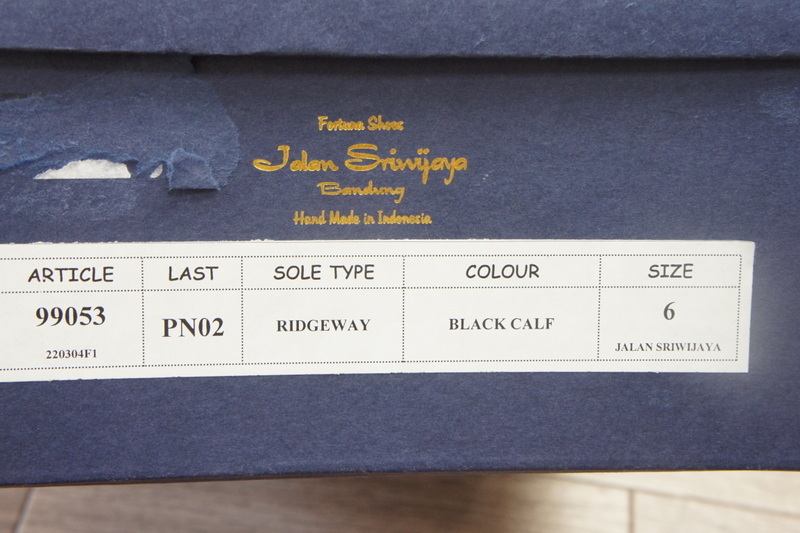 Fortuna Shoes
Jalan Sriwijaya
Bandung
Hand Made in Indonesia
ARTICLE LAST SOLE TYPE COLOUR SIZE
99053 PN02 RIDGEWAY BLACK CALF 6
220304F1 JALAN SRIWIJAYA